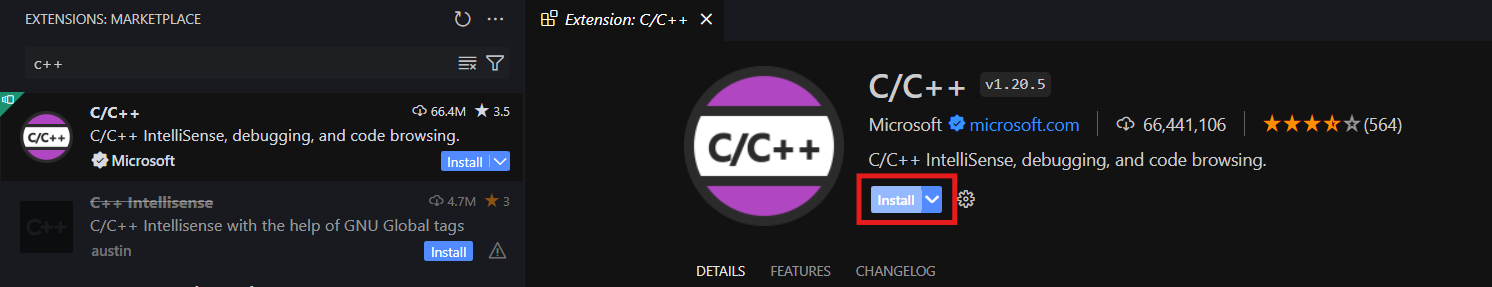 EXTENSIONS: MARKETPLACE
c++
C/C++
C/C++ 66.4M 3.5
C/C++ IntelliSense, debugging, and code browsing.
Microsoft Install
C++
C++ Intellisense 4.7M 3
C/C++ Intellisense with the help of GNU Global tags
austin Install
Extension: C/C++
C/C++
C/C++ v1.20.5
Microsoft microsoft.com 66,441,106 (564)
C/C++ IntelliSense, debugging, and code browsing.
Install
DETAILS FEATURES CHANGELOG